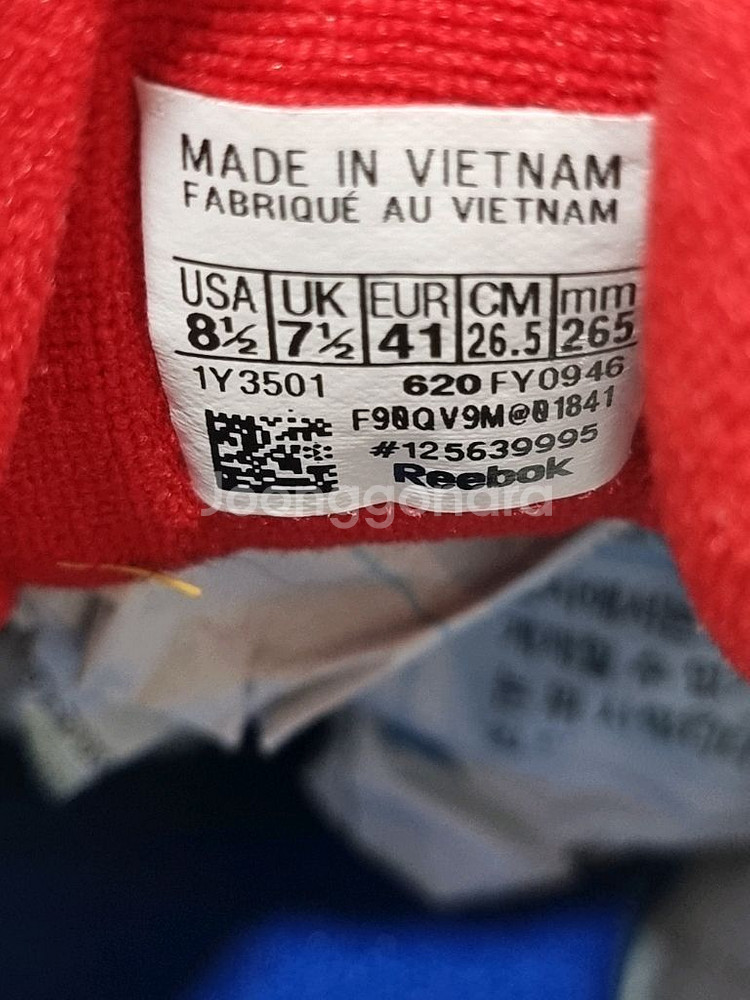 MADE IN VIETNAM
FABRIQUÉ AU VIETNAM
USA UK EUR CM mm
8½ 7½ 41 26.5 265
1Y3501 620 FY0946
F90QV9M@01841
#125639995
Reebok
Joonggonara